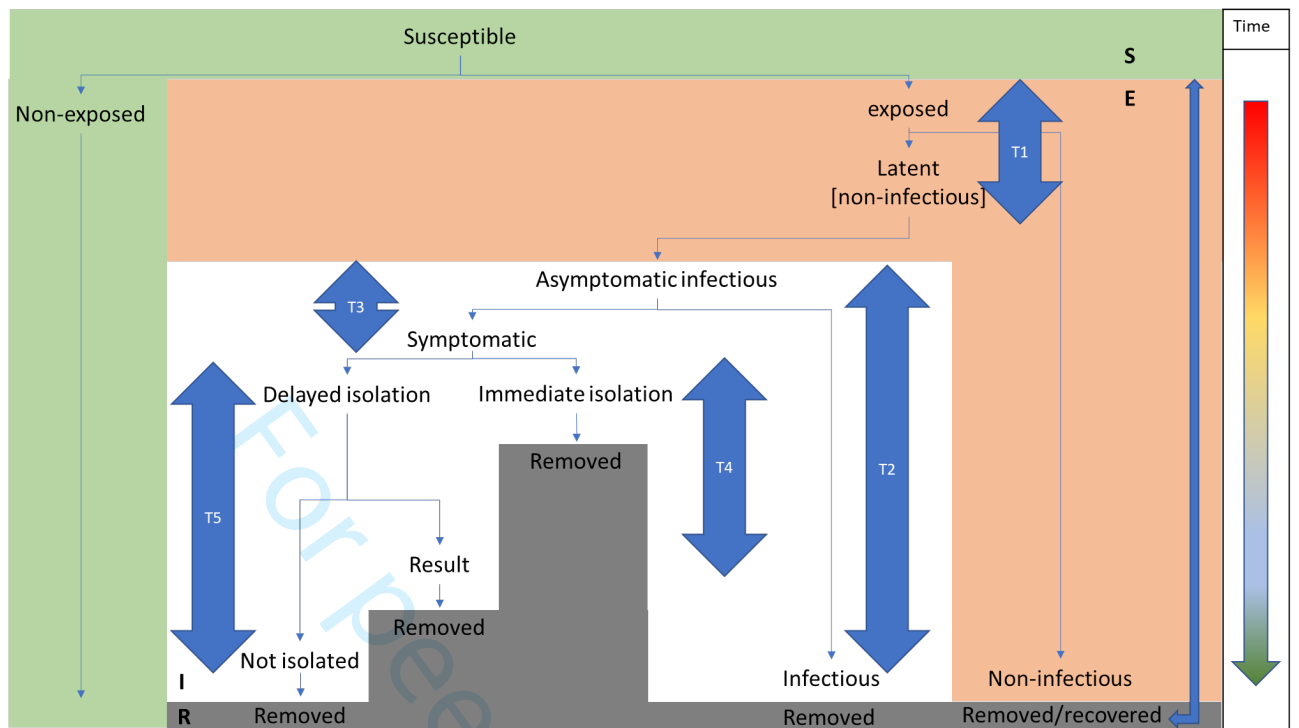 Time
Susceptible
S
E
Non-exposed
exposed
T1
Latent
[non-infectious]
Asymptomatic infectious
T3
Symptomatic
Delayed isolation
Immediate isolation
Removed
T4
T2
T5
Result
Removed
Not isolated
Infectious
Non-infectious
I
R
Removed
Removed
Removed/recovered
For pee